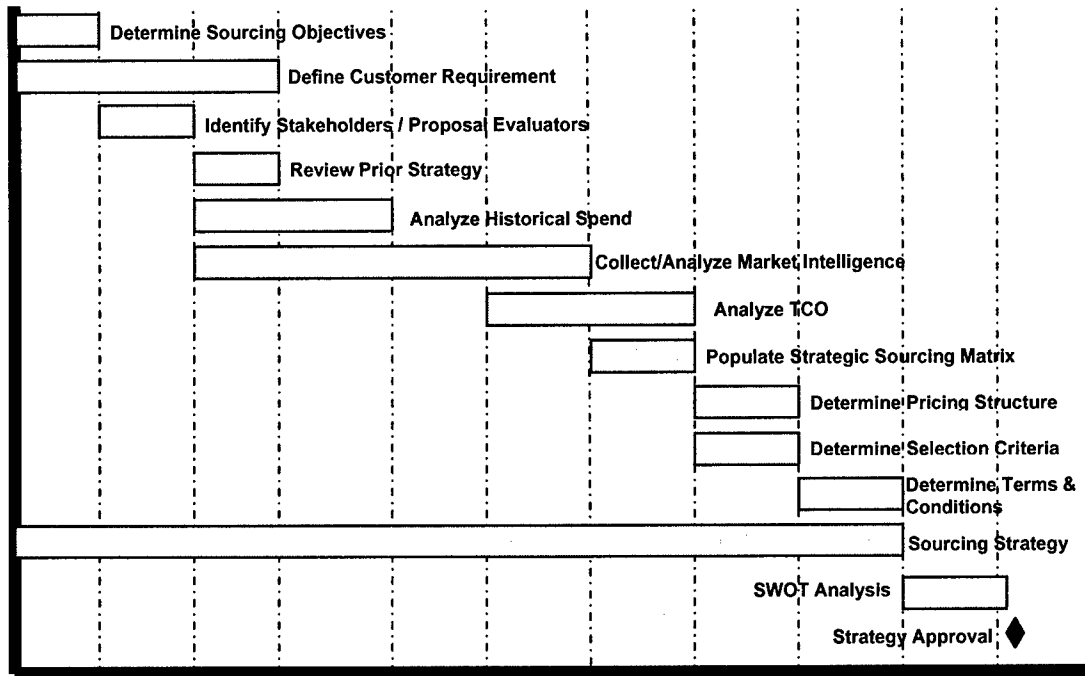 Determine Sourcing Objectives
Define Customer Requirement
Identify Stakeholders / Proposal Evaluators
Review Prior Strategy
Analyze Historical Spend
Collect/Analyze Market Intelligence
Analyze TCO
Populate Strategic Sourcing Matrix
Determine Pricing Structure
Determine Selection Criteria
Determine Terms &
Conditions
Sourcing Strategy
SWOT Analysis
Strategy Approval